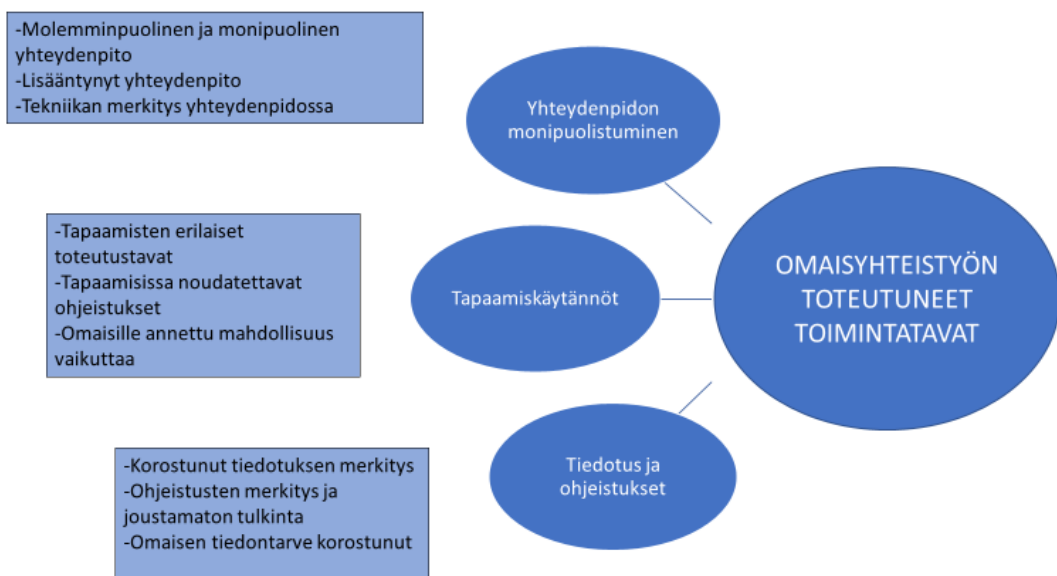 -Molemminpuolinen ja monipuolinen
yhteydenpito
-Lisääntynyt yhteydenpito
-Tekniikan merkitys yhteydenpidossa
Yhteydenpidon
monipuolistuminen
-Tapaamisten erilaiset
toteutustavat
-Tapaamisissa noudatettavat
ohjeistukset
-Omaisille annettu mahdollisuus
vaikuttaa
Tapaamiskäytännöt
OMAISYHTEISTYÖN
TOTEUTUNEET
TOIMINTATAVAT
-Korostunut tiedotuksen merkitys
-Ohjeistusten merkitys ja
joustamaton tulkinta
-Omaisen tiedontarve korostunut
Tiedotus ja
ohjeistukset